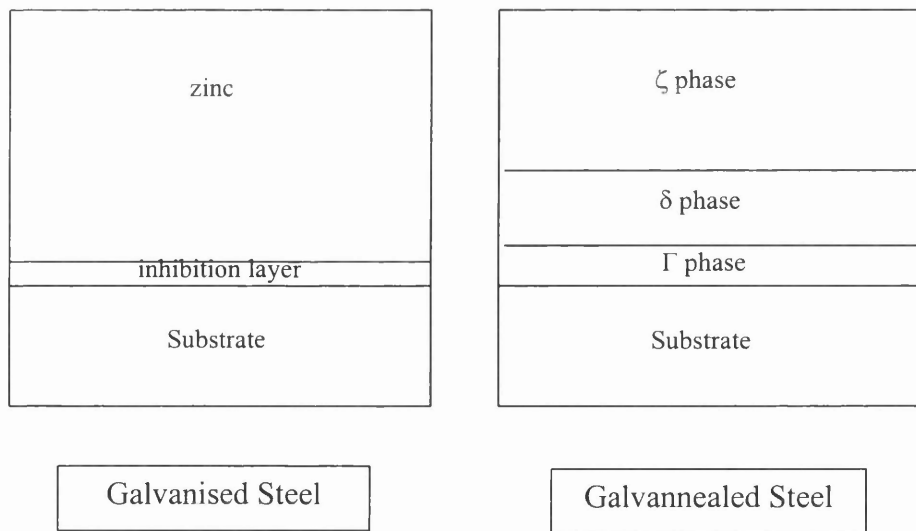 zinc
inhibition layer
Substrate
Galvanised Steel
ζ phase
δ phase
Γ phase
Substrate
Galvannealed Steel